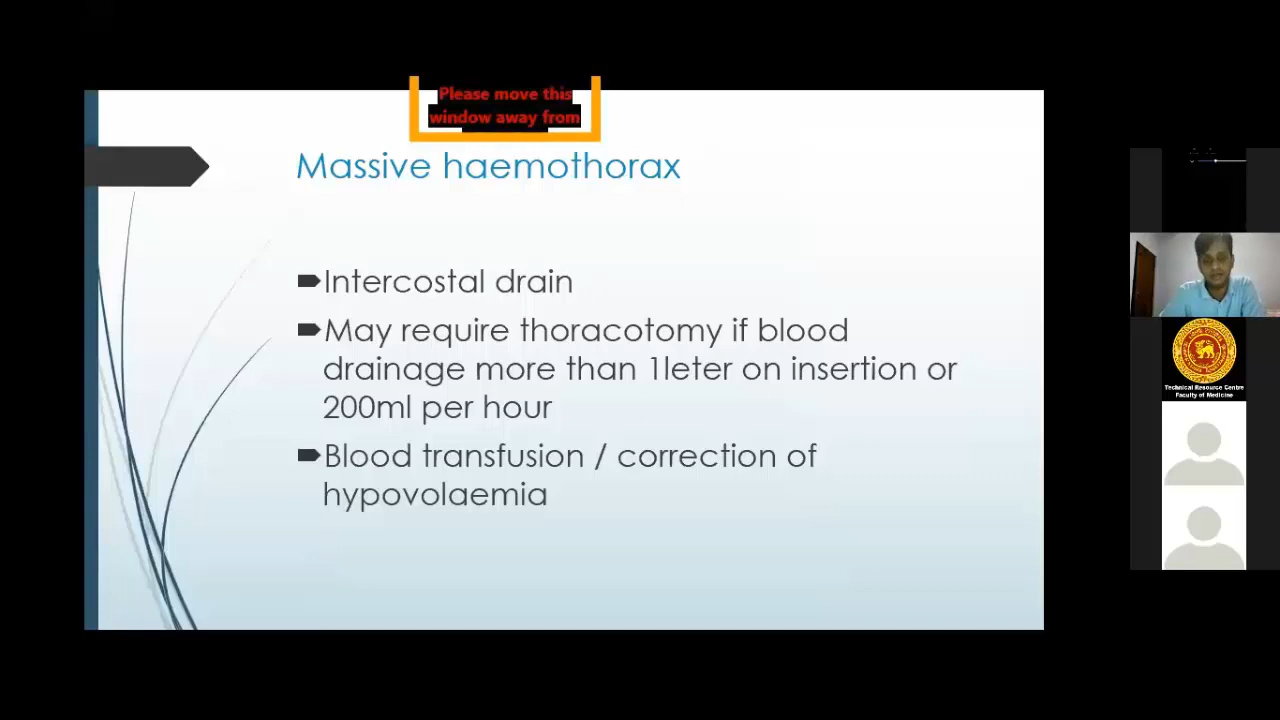 Please move this
window away from
Massive haemothorax
Intercostal drain
May require thoracotomy if blood
drainage more than 1leter on insertion or
200ml per hour
Blood transfusion / correction of
hypovolaemia
Technical Resource Centre
Faculty of Medicine